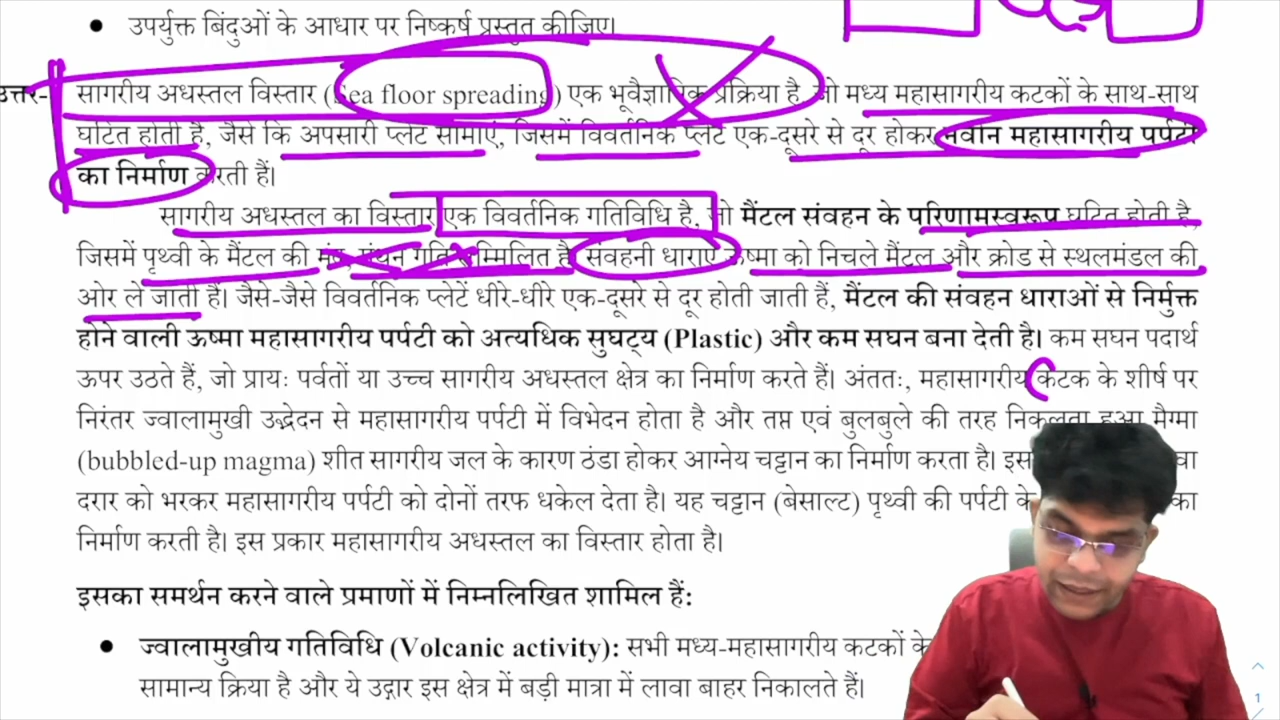 उपर्युक्त बिंदुओं के आधार पर निष्कर्ष प्रस्तुत कीजिए।
उत्तर- सागरीय अधस्तल विस्तार (Sea floor spreading) एक भूवैज्ञानिक प्रक्रिया है, जो मध्य महासागरीय कटकों के साथ-साथ
घटित होती है, जैसे कि अपसारी प्लेट सीमाएं, जिसमें विवर्तनिक प्लेट एक-दूसरे से दूर होकर नवीन महासागरीय पर्पटी
का निर्माण करती हैं।
सागरीय अधस्तल का विस्तार एक विवर्तनिक गतिविधि है, जो मैंटल संवहन के परिणामस्वरूप घटित होती है,
जिसमें पृथ्वी के मैंटल की मंद मंथन गति सम्मिलित है। संवहनी धाराएँ ऊष्मा को निचले मैंटल और क्रोड से स्थलमंडल की
ओर ले जाती हैं। जैसे-जैसे विवर्तनिक प्लेटें धीरे-धीरे एक-दूसरे से दूर होती जाती हैं, मैंटल की संवहन धाराओं से निर्मुक्त
होने वाली ऊष्मा महासागरीय पर्पटी को अत्यधिक सुघट्य (Plastic) और कम सघन बना देती है। कम सघन पदार्थ
ऊपर उठते हैं, जो प्रायः पर्वतों या उच्च सागरीय अधस्तल क्षेत्र का निर्माण करते हैं। अंततः, महासागरीय कटक के शीर्ष पर
निरंतर ज्वालामुखी उद्भेदन से महासागरीय पर्पटी में विभेदन होता है और तप्त एवं बुलबुले की तरह निकलता हुआ मैग्मा
(bubbled-up magma) शीत सागरीय जल के कारण ठंडा होकर आग्नेय चट्टान का निर्माण करता है। इस
दरार को भरकर महासागरीय पर्पटी को दोनों तरफ धकेल देता है। यह चट्टान (बेसाल्ट) पृथ्वी की पर्पटी के का
निर्माण करती है। इस प्रकार महासागरीय अधस्तल का विस्तार होता है।
इसका समर्थन करने वाले प्रमाणों में निम्नलिखित शामिल हैं:
ज्वालामुखीय गतिविधि (Volcanic activity): सभी मध्य-महासागरीय कटकों के
सामान्य क्रिया है और ये उद्गार इस क्षेत्र में बड़ी मात्रा में लावा बाहर निकालते हैं।
1